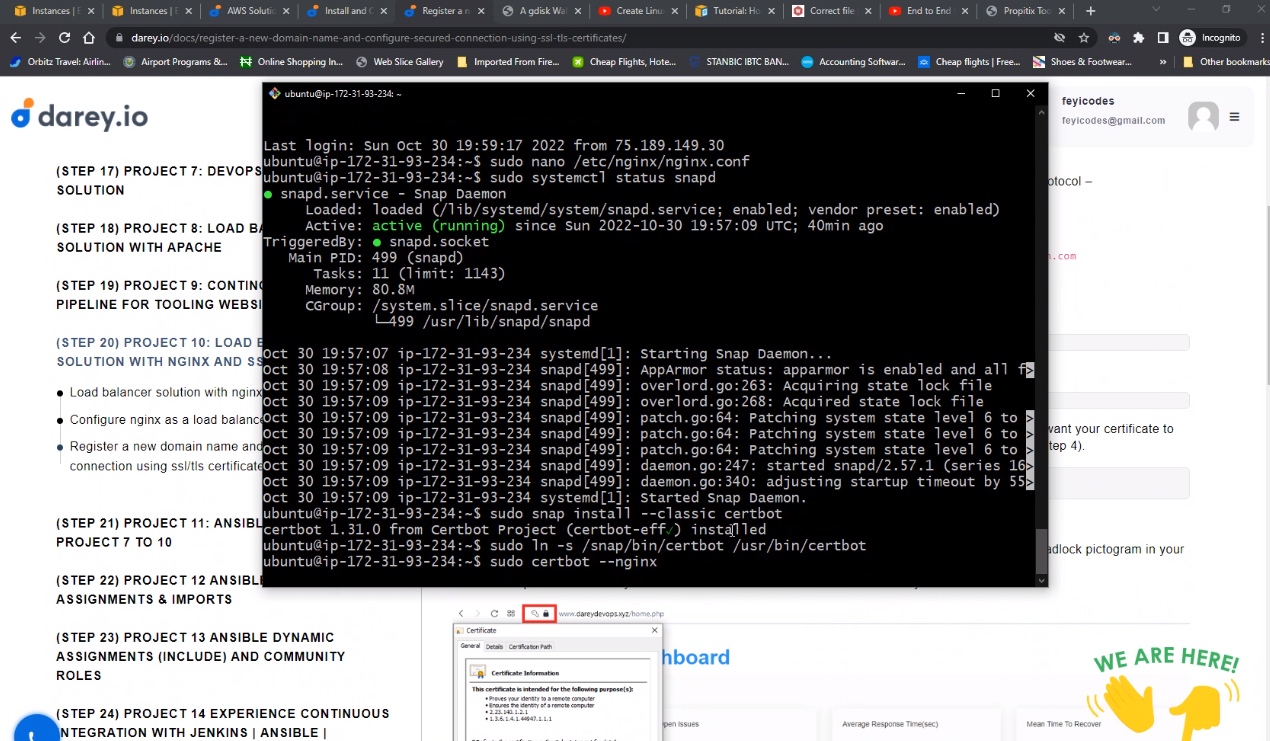 Instances | E
Instances | E
AWS Solutio
Install and C
Register a n
A gdisk Wal
Create Linu
Tutorial: Ho
Correct file
End to End
Propitix Too
darey.io/docs/register-a-new-domain-name-and-configure-secured-connection-using-ssl-tls-certificates/
Incognito
Orbitz Travel: Airlin...
Airport Programs &...
Online Shopping In...
Web Slice Gallery
Imported From Fire...
Cheap Flights, Hote...
STANBIC IBTC BAN...
Accounting Softwar...
Cheap flights | Free...
Shoes & Footwear...
Other bookmarks
darey.io
feyicodes
feyicodes@gmail.com
(STEP 17) PROJECT 7: DEVOPS
SOLUTION
(STEP 18) PROJECT 8: LOAD BA
SOLUTION WITH APACHE
(STEP 19) PROJECT 9: CONTINU
PIPELINE FOR TOOLING WEBSI
(STEP 20) PROJECT 10: LOAD B
SOLUTION WITH NGINX AND SS
Load balancer solution with nginx
Configure nginx as a load balance
Register a new domain name and
connection using ssl/tls certificate
(STEP 21) PROJECT 11: ANSIBL
PROJECT 7 TO 10
(STEP 22) PROJECT 12 ANSIBL
ASSIGNMENTS & IMPORTS
(STEP 23) PROJECT 13 ANSIBLE DYNAMIC
ASSIGNMENTS (INCLUDE) AND COMMUNITY
ROLES
(STEP 24) PROJECT 14 EXPERIENCE CONTINUOUS
INTEGRATION WITH JENKINS | ANSIBLE |
ubuntu@ip-172-31-93-234: ~
Last login: Sun Oct 30 19:59:17 2022 from 75.189.149.30
ubuntu@ip-172-31-93-234:~$ sudo nano /etc/nginx/nginx.conf
ubuntu@ip-172-31-93-234:~$ sudo systemctl status snapd
● snapd.service - Snap Daemon
Loaded: loaded (/lib/systemd/system/snapd.service; enabled; vendor preset: enabled)
Active: active (running) since Sun 2022-10-30 19:57:09 UTC; 40min ago
TriggeredBy: ● snapd.socket
Main PID: 499 (snapd)
Tasks: 11 (limit: 1143)
Memory: 80.8M
CGroup: /system.slice/snapd.service
└─499 /usr/lib/snapd/snapd
Oct 30 19:57:07 ip-172-31-93-234 systemd[1]: Starting Snap Daemon...
Oct 30 19:57:08 ip-172-31-93-234 snapd[499]: AppArmor status: apparmor is enabled and all f>
Oct 30 19:57:09 ip-172-31-93-234 snapd[499]: overlord.go:263: Acquiring state lock file
Oct 30 19:57:09 ip-172-31-93-234 snapd[499]: overlord.go:268: Acquired state lock file
Oct 30 19:57:09 ip-172-31-93-234 snapd[499]: patch.go:64: Patching system state level 6 to >
Oct 30 19:57:09 ip-172-31-93-234 snapd[499]: patch.go:64: Patching system state level 6 to >
Oct 30 19:57:09 ip-172-31-93-234 snapd[499]: patch.go:64: Patching system state level 6 to >
Oct 30 19:57:09 ip-172-31-93-234 snapd[499]: daemon.go:247: started snapd/2.57.1 (series 16>
Oct 30 19:57:09 ip-172-31-93-234 snapd[499]: daemon.go:340: adjusting startup timeout by 55>
Oct 30 19:57:09 ip-172-31-93-234 systemd[1]: Started Snap Daemon.
ubuntu@ip-172-31-93-234:~$ sudo snap install --classic certbot
certbot 1.31.0 from Certbot Project (certbot-eff✓) installed
ubuntu@ip-172-31-93-234:~$ sudo ln -s /snap/bin/certbot /usr/bin/certbot
ubuntu@ip-172-31-93-234:~$ sudo certbot --nginx
otocol –
n.com
want your certificate to
tep 4).
adlock pictogram in your
www.dareydevops.xyz/home.php
Certificate
General
Details
Certification Path
Certificate Information
This certificate is intended for the following purpose(s):
• Proves your identity to a remote computer
• Ensures the identity of a remote computer
• 2.23.140.1.2.1
• 1.3.6.1.4.1.44947.1.1.1
hboard
pen Issues
Average Response Time(sec)
Mean Time To Recover
WE ARE HERE!